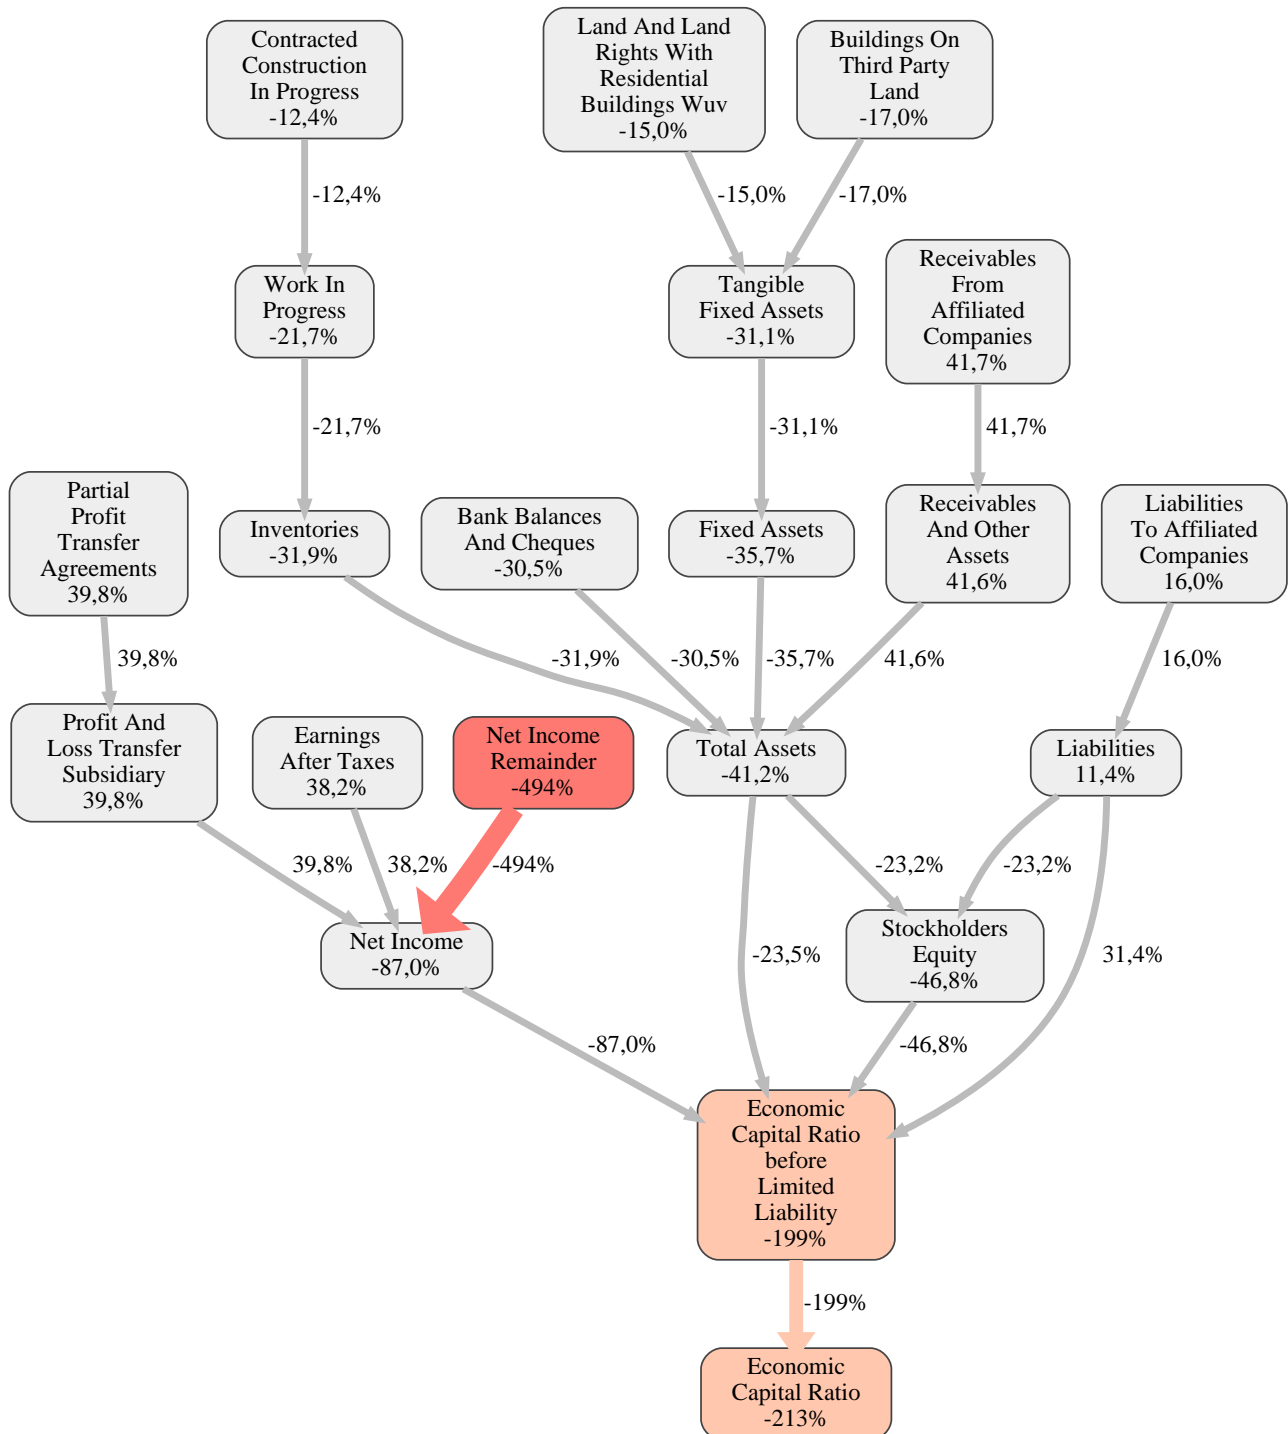 Contracted
Construction
In Progress
-12,4%
Land And Land
Rights With
Residential
Buildings Wuv
-15,0%
Buildings On
Third Party
Land
-17,0%
-12,4%
-15,0%
-17,0%
Work In
Progress
-21,7%
Tangible
Fixed Assets
-31,1%
Receivables
From
Affiliated
Companies
41,7%
-21,7%
-31,1%
41,7%
Partial
Profit
Transfer
Agreements
39,8%
Inventories
-31,9%
Bank Balances
And Cheques
-30,5%
Fixed Assets
-35,7%
Receivables
And Other
Assets
41,6%
Liabilities
To Affiliated
Companies
16,0%
39,8%
-31,9%
-30,5%
-35,7%
41,6%
16,0%
Profit And
Loss Transfer
Subsidiary
39,8%
Earnings
After Taxes
38,2%
Net Income
Remainder
-494%
Total Assets
-41,2%
Liabilities
11,4%
39,8%
38,2%
-494%
-23,2%
-23,2%
Net Income
-87,0%
-23,5%
Stockholders
Equity
-46,8%
31,4%
-87,0%
-46,8%
Economic
Capital Ratio
before
Limited
Liability
-199%
-199%
Economic
Capital Ratio
-213%